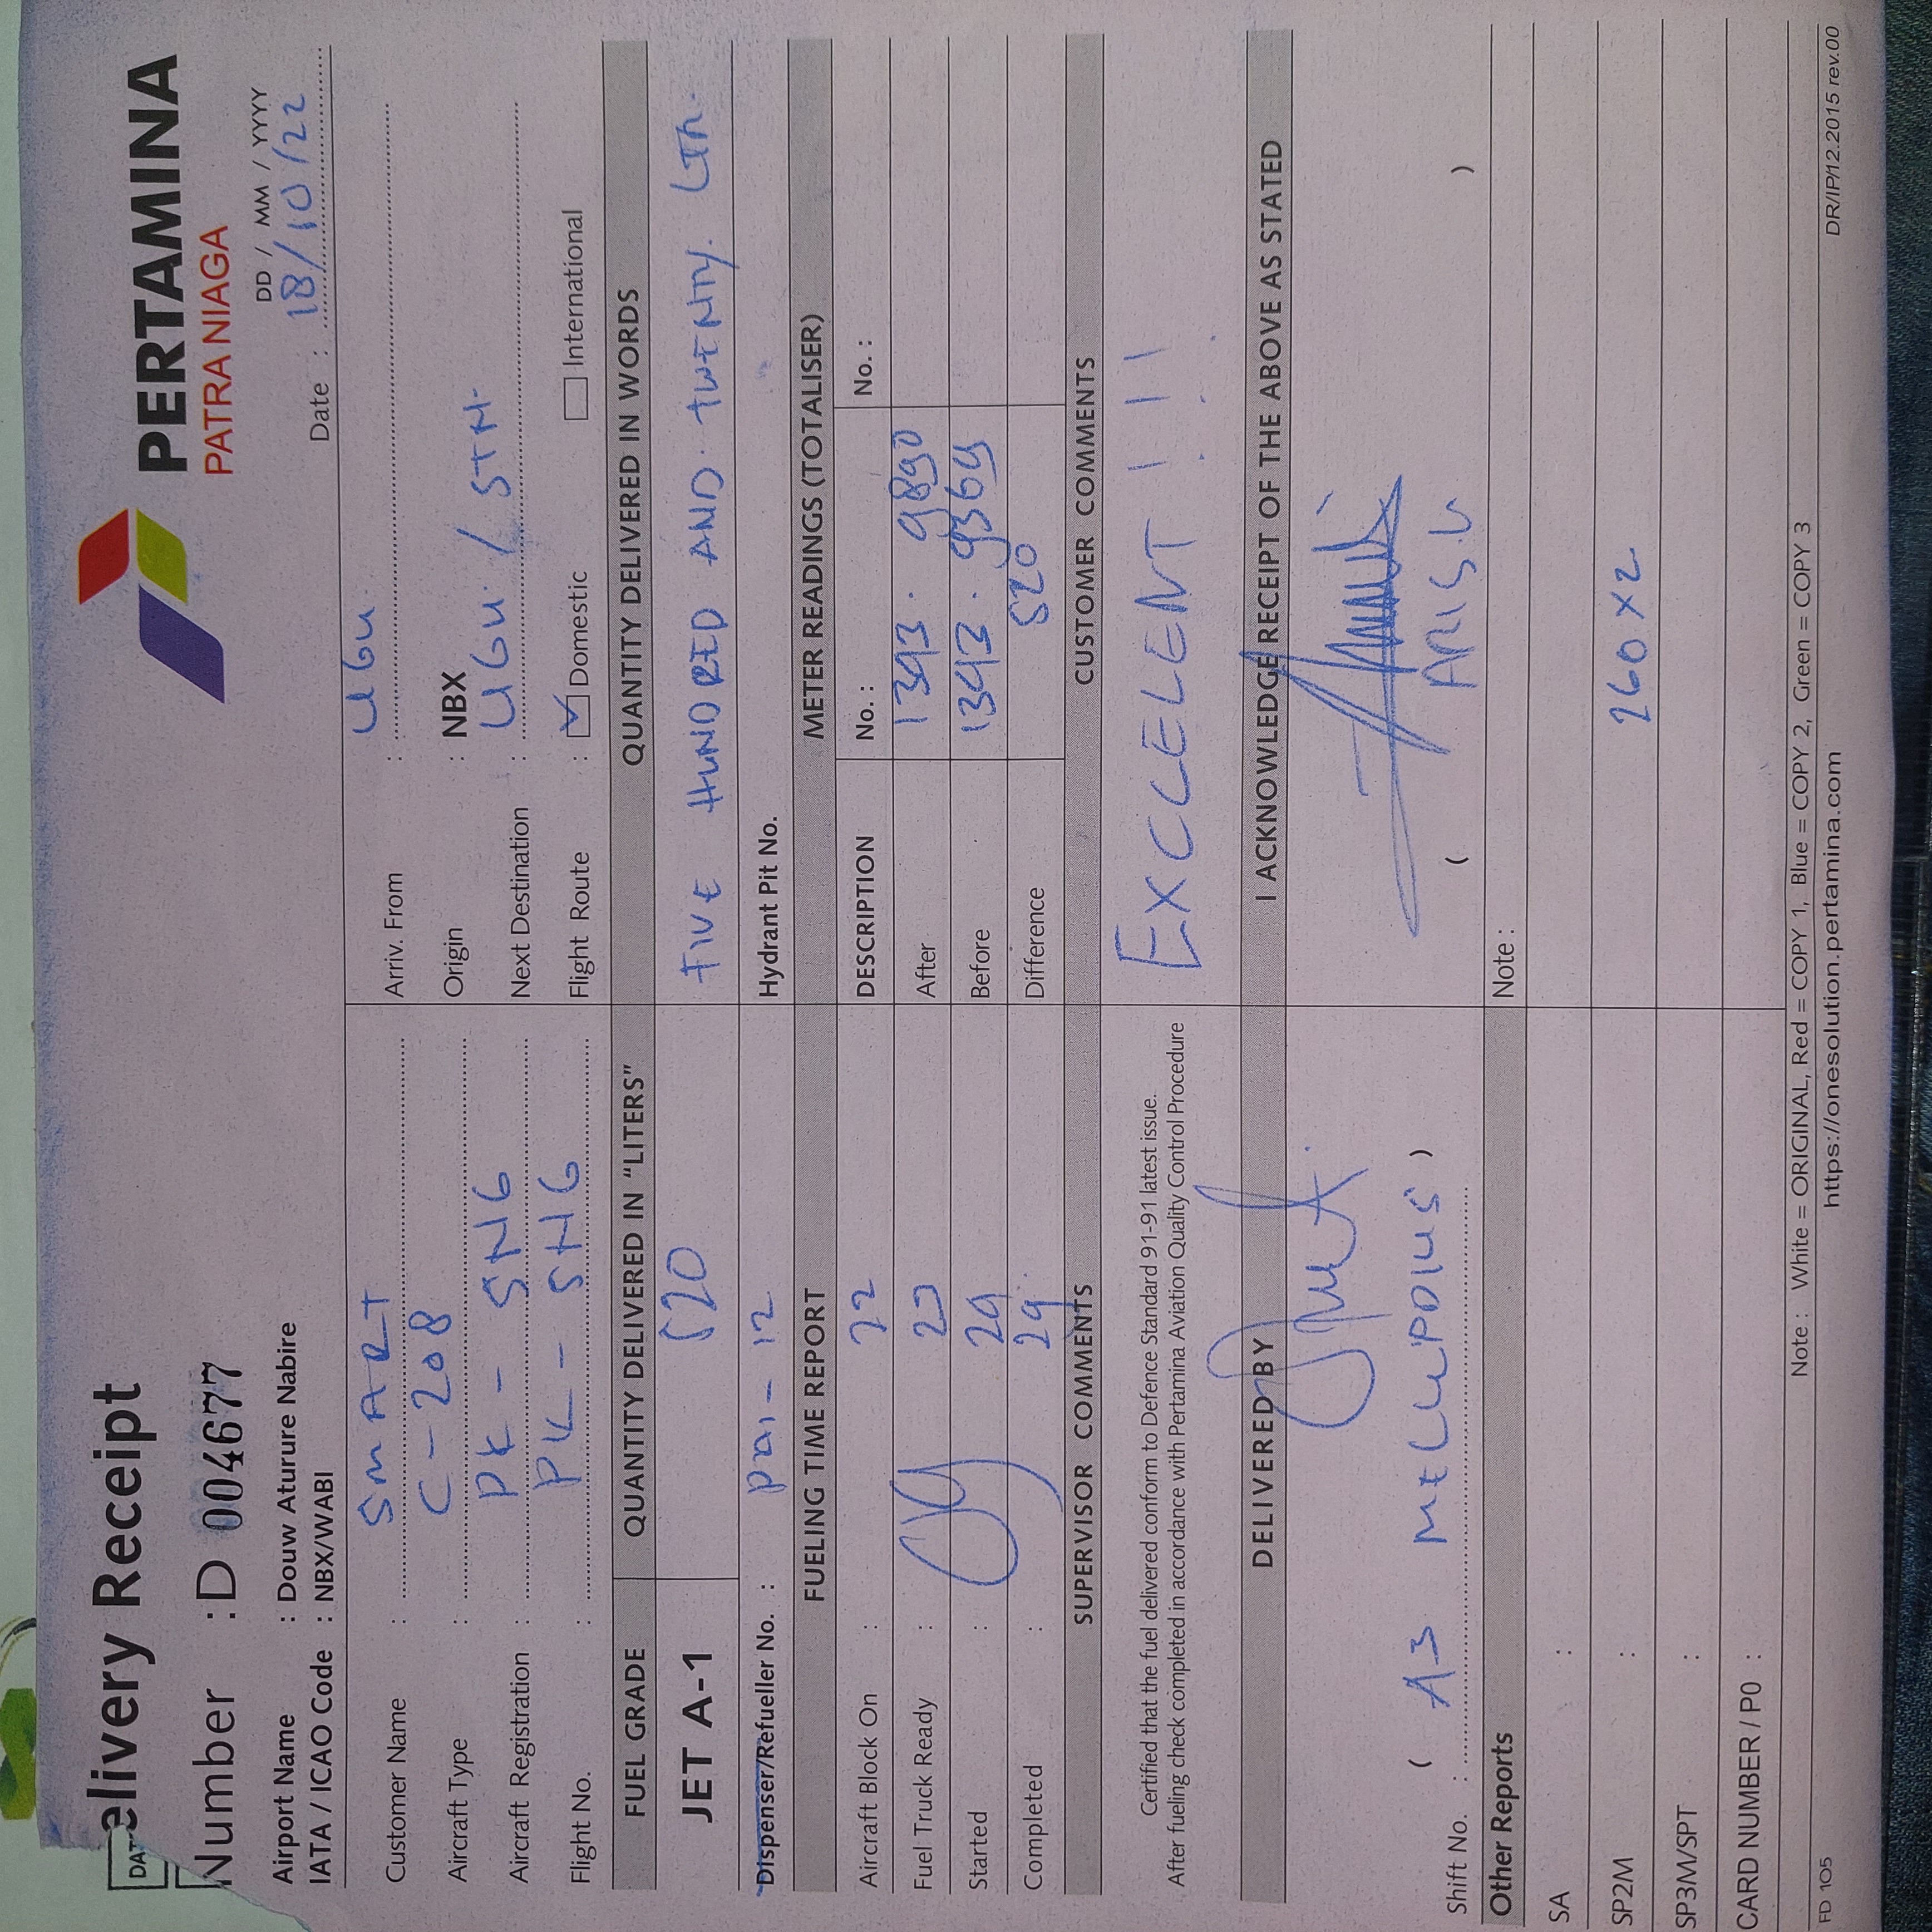 DAT
elivery Receipt
PERTAMINA
PATRA NIAGA
Number : D 004677
DD / MM / YYYY
Date : 18/10/22
Airport Name : Douw Aturure Nabire
IATA / ICAO Code : NBX/WABI
Customer Name : SMART
Arriv. From : UGU
Aircraft Type : C-208
Origin : NBX
Aircraft Registration : PK - SNG
Next Destination : UGU. / STN.
Flight No. : PK - SNG
Flight Route : ☑ Domestic ☐ International
FUEL GRADE QUANTITY DELIVERED IN "LITERS" QUANTITY DELIVERED IN WORDS
JET A-1 520 FIVE HUNDRED AND TWENTY. LTR.
Dispenser/Refueller No. : PAI - 12 Hydrant Pit No.
FUELING TIME REPORT METER READINGS (TOTALISER)
DESCRIPTION No. : No. :
Aircraft Block On : 22
Fuel Truck Ready : 23 After 1393. 9890
Started : 29 Before 1393. 9369
Completed : 29 Difference 520
SUPERVISOR COMMENTS CUSTOMER COMMENTS
Certified that the fuel delivered conform to Defence Standard 91-91 latest issue.
After fueling check completed in accordance with Pertamina Aviation Quality Control Procedure
EXCELENT !!!
DELIVERED BY I ACKNOWLEDGE RECEIPT OF THE ABOVE AS STATED
Shift No. : ( A3 )
( ARIS.U )
Other Reports Note :
SA :
SP2M : 260 x 2
SP3M/SPT :
CARD NUMBER / P0 :
Note : White = ORIGINAL, Red = COPY 1, Blue = COPY 2, Green = COPY 3
FD 105 https://onesolution.pertamina.com DR/IP/12.2015 rev.00